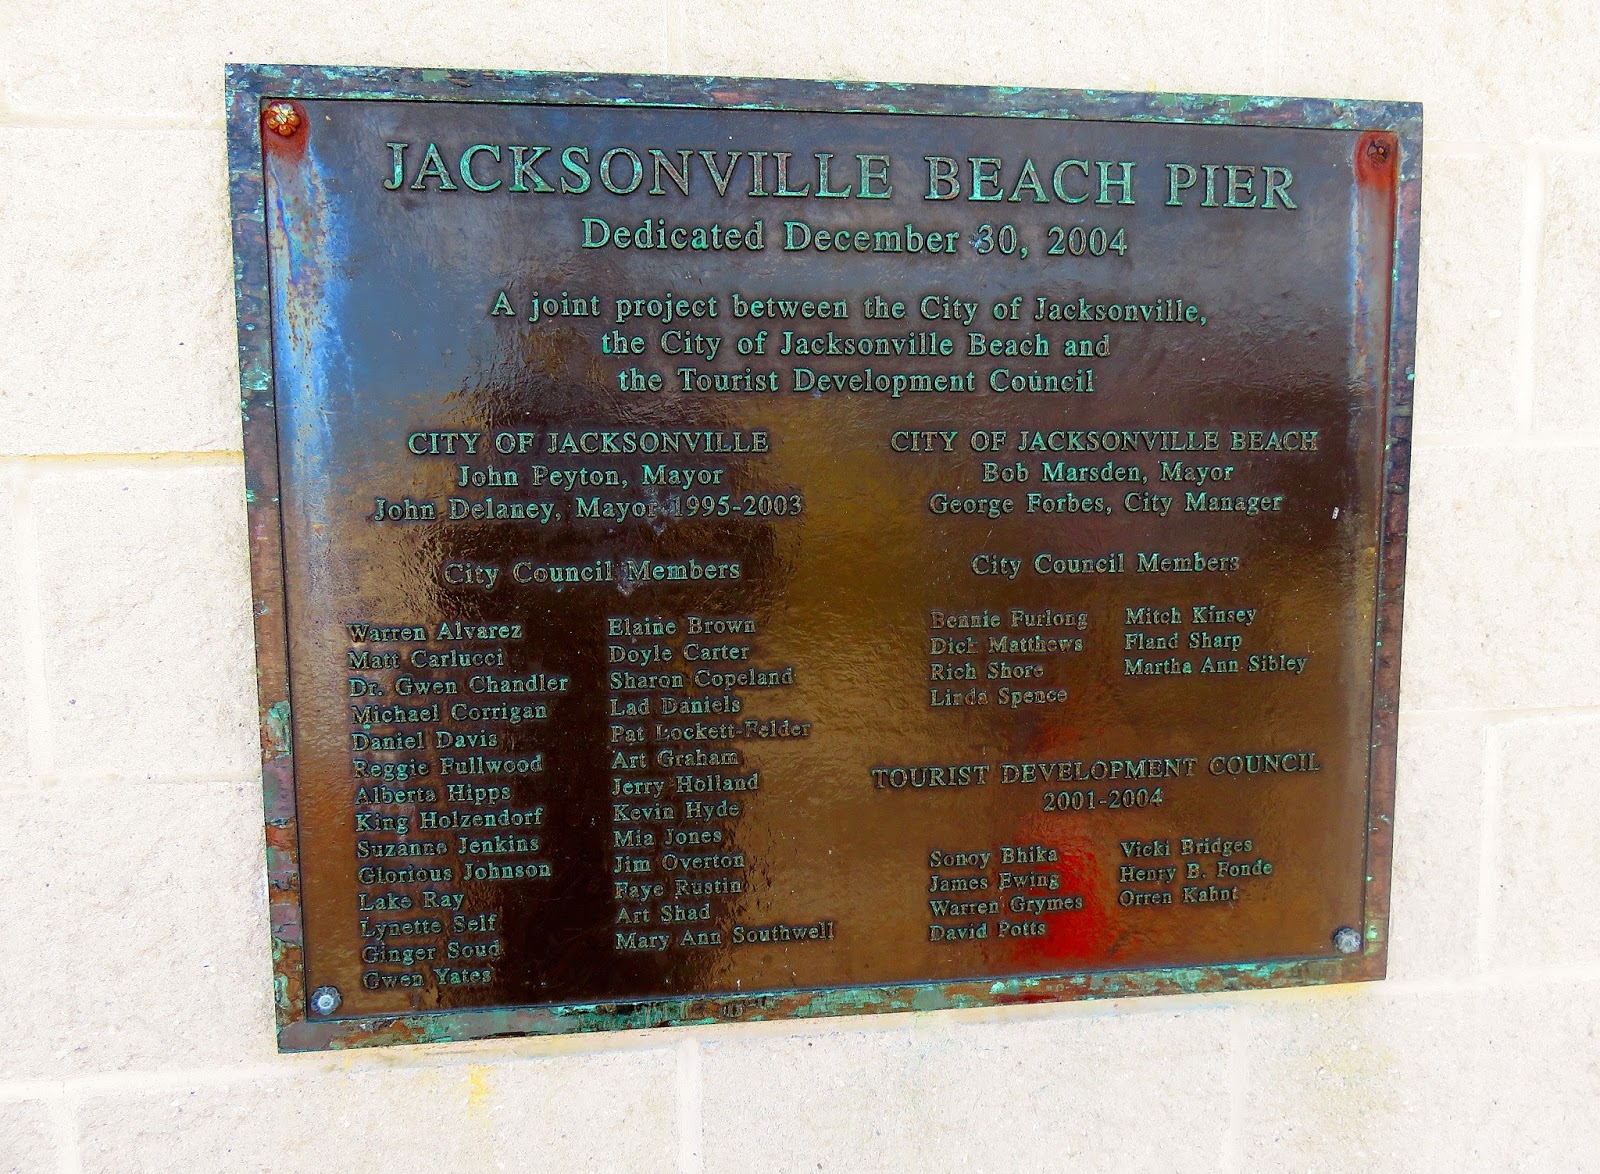 JACKSONVILLE BEACH PIER
Dedicated December 30, 2004
A joint project between the City of Jacksonville,
the City of Jacksonville Beach and
the Tourist Development Council
CITY OF JACKSONVILLE
John Peyton, Mayor
John Delaney, Mayor 1995-2003
City Council Members
Warren Alvarez
Matt Carlucci
Dr. Gwen Chandler
Michael Corrigan
Daniel Davis
Reggie Fullwood
Alberta Hipps
King Holzendorf
Suzanne Jenkins
Glorious Johnson
Lake Ray
Lynette Self
Ginger Soud
Gwen Yates
Elaine Brown
Doyle Carter
Sharon Copeland
Lad Daniels
Pat Lockett-Felder
Art Graham
Jerry Holland
Kevin Hyde
Mia Jones
Jim Overton
Faye Rustin
Art Shad
Mary Ann Southwell
CITY OF JACKSONVILLE BEACH
Bob Marsden, Mayor
George Forbes, City Manager
City Council Members
Bennie Furlong
Dick Matthews
Rich Shore
Linda Spence
Mitch Kinsey
Fland Sharp
Martha Ann Sibley
TOURIST DEVELOPMENT COUNCIL
2001-2004
Sonoy Bhika
James Ewing
Warren Grymes
David Potts
Vicki Bridges
Henry B. Fonde
Orren Kahnt